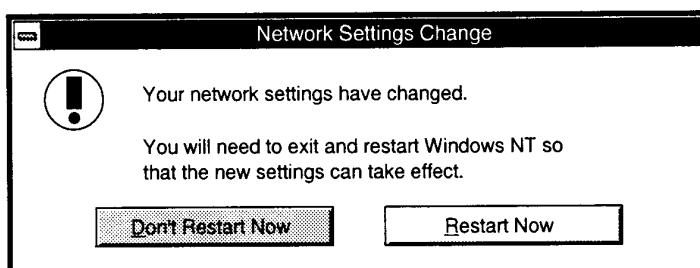 Network Settings Change
Your network settings have changed.
You will need to exit and restart Windows NT so
that the new settings can take effect.
Don't Restart Now
Restart Now